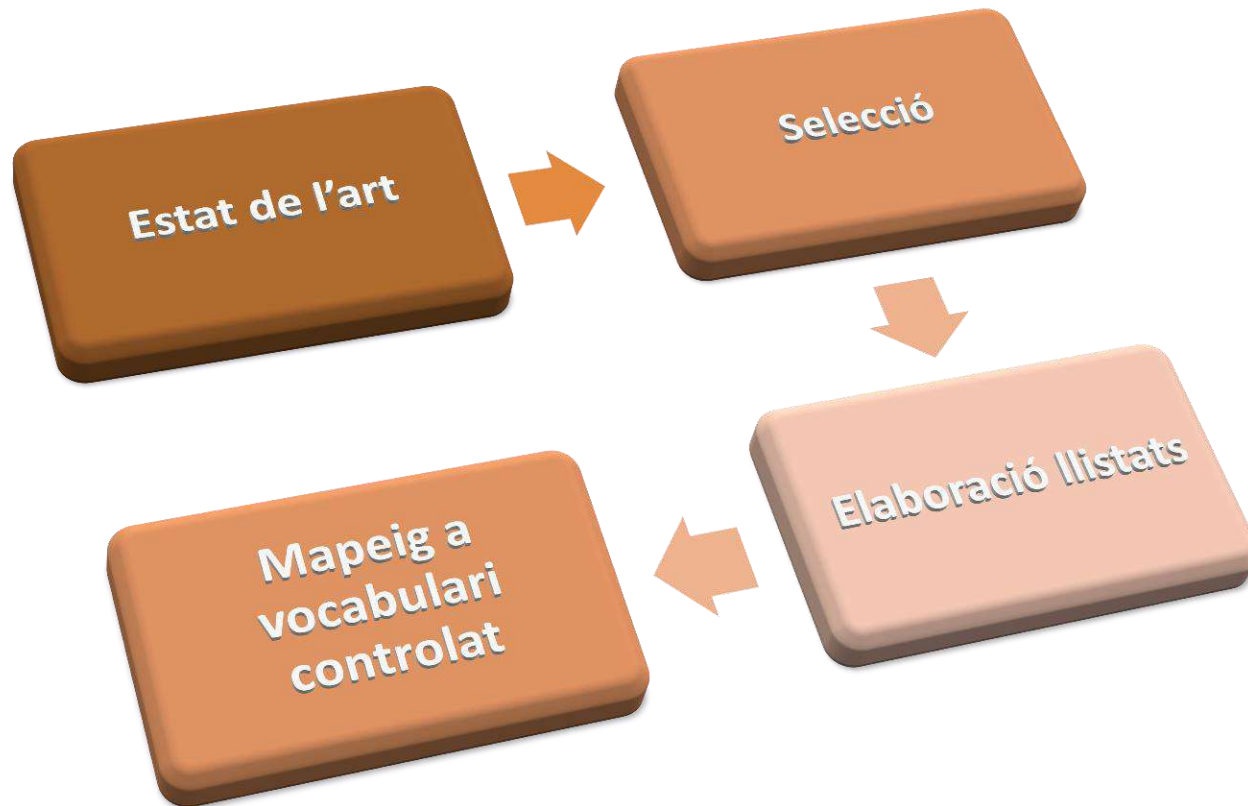 Estat de l’art
Selecció
Elaboració llistats
Mapeig a
vocabulari
controlat